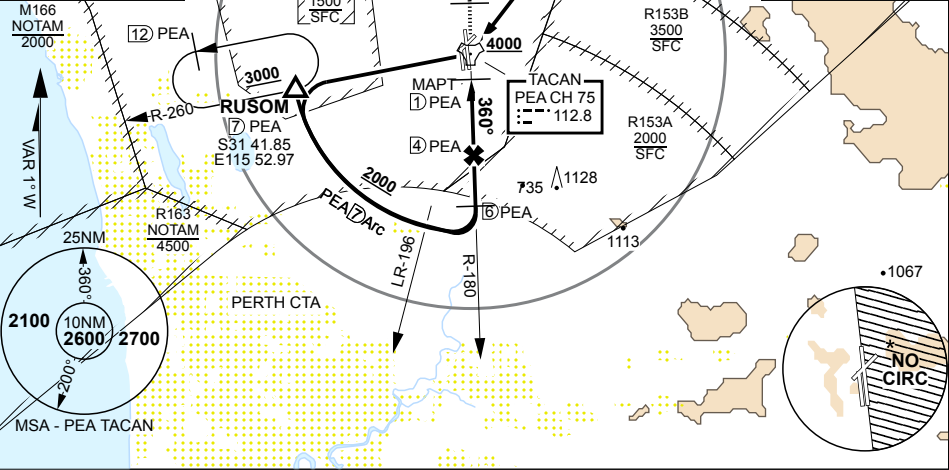 M166
NOTAM
2000
1500
SFC
12 PEA
3000
4000
R153B
3500
SFC
RUSOM
7 PEA
S31 41.85
E115 52.97
R-260
MAPT
1 PEA
360°
TACAN
PEA CH 75
112.8
R153A
2000
SFC
4 PEA
VAR 1° W
2000
735
1128
PEA 7 Arc
6 PEA
R163
NOTAM
4500
1113
LR-196
R-180
25NM
360°
2100
10NM
2600
2700
200°
MSA - PEA TACAN
PERTH CTA
1067
*
NO
CIRC